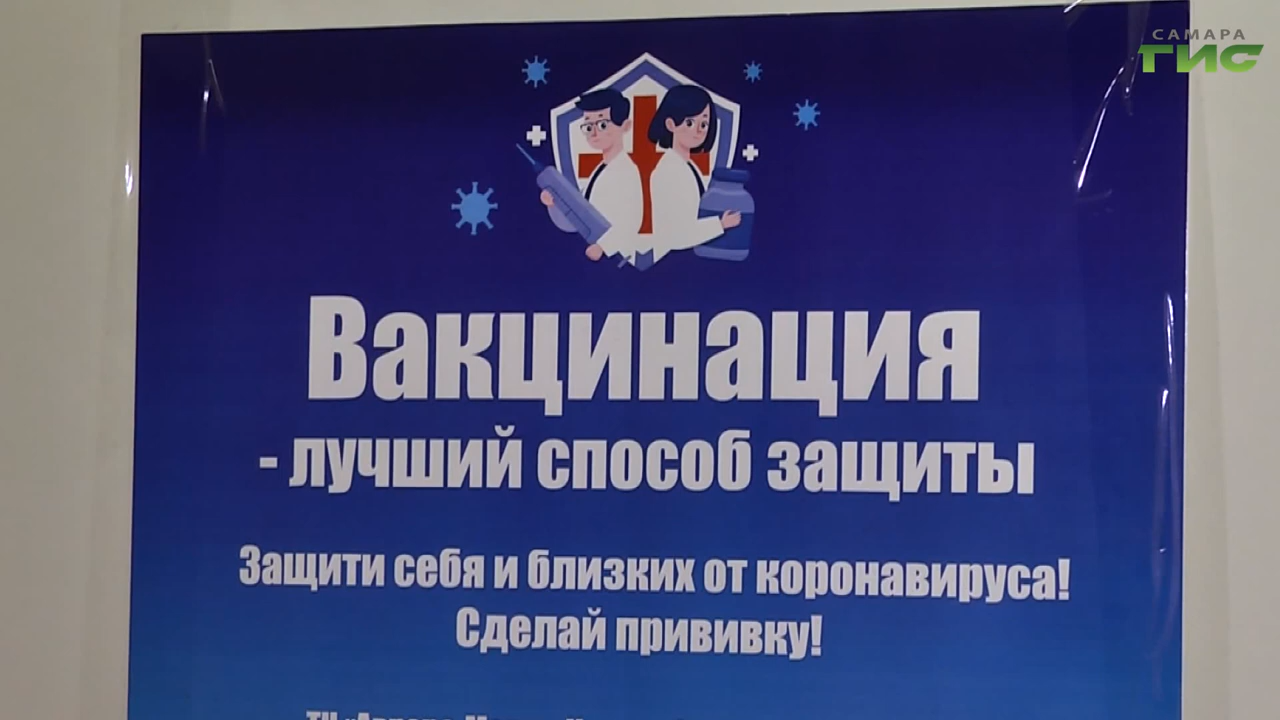 САМАРА
ГИС
Вакцинация
- лучший способ защиты
Защити себя и близких от коронавируса!
Сделай прививку!